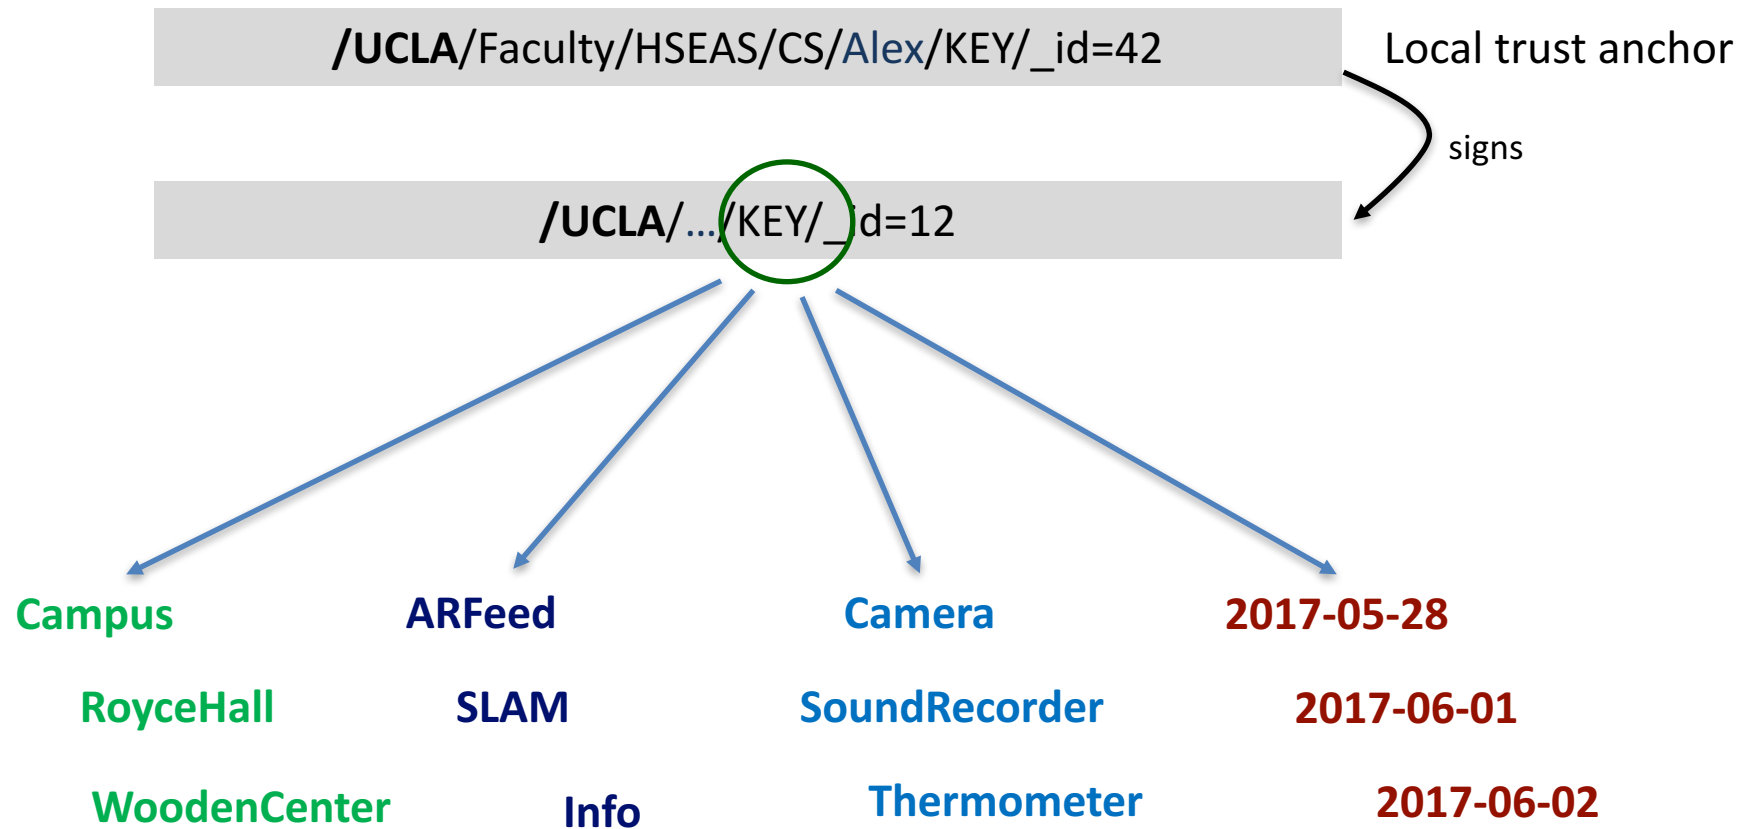 /UCLA/Faculty/HSEAS/CS/Alex/KEY/_id=42
Local trust anchor
signs
/UCLA/.../KEY/_id=12
Campus
ARFeed
Camera
2017-05-28
RoyceHall
SLAM
SoundRecorder
2017-06-01
WoodenCenter
Info
Thermometer
2017-06-02